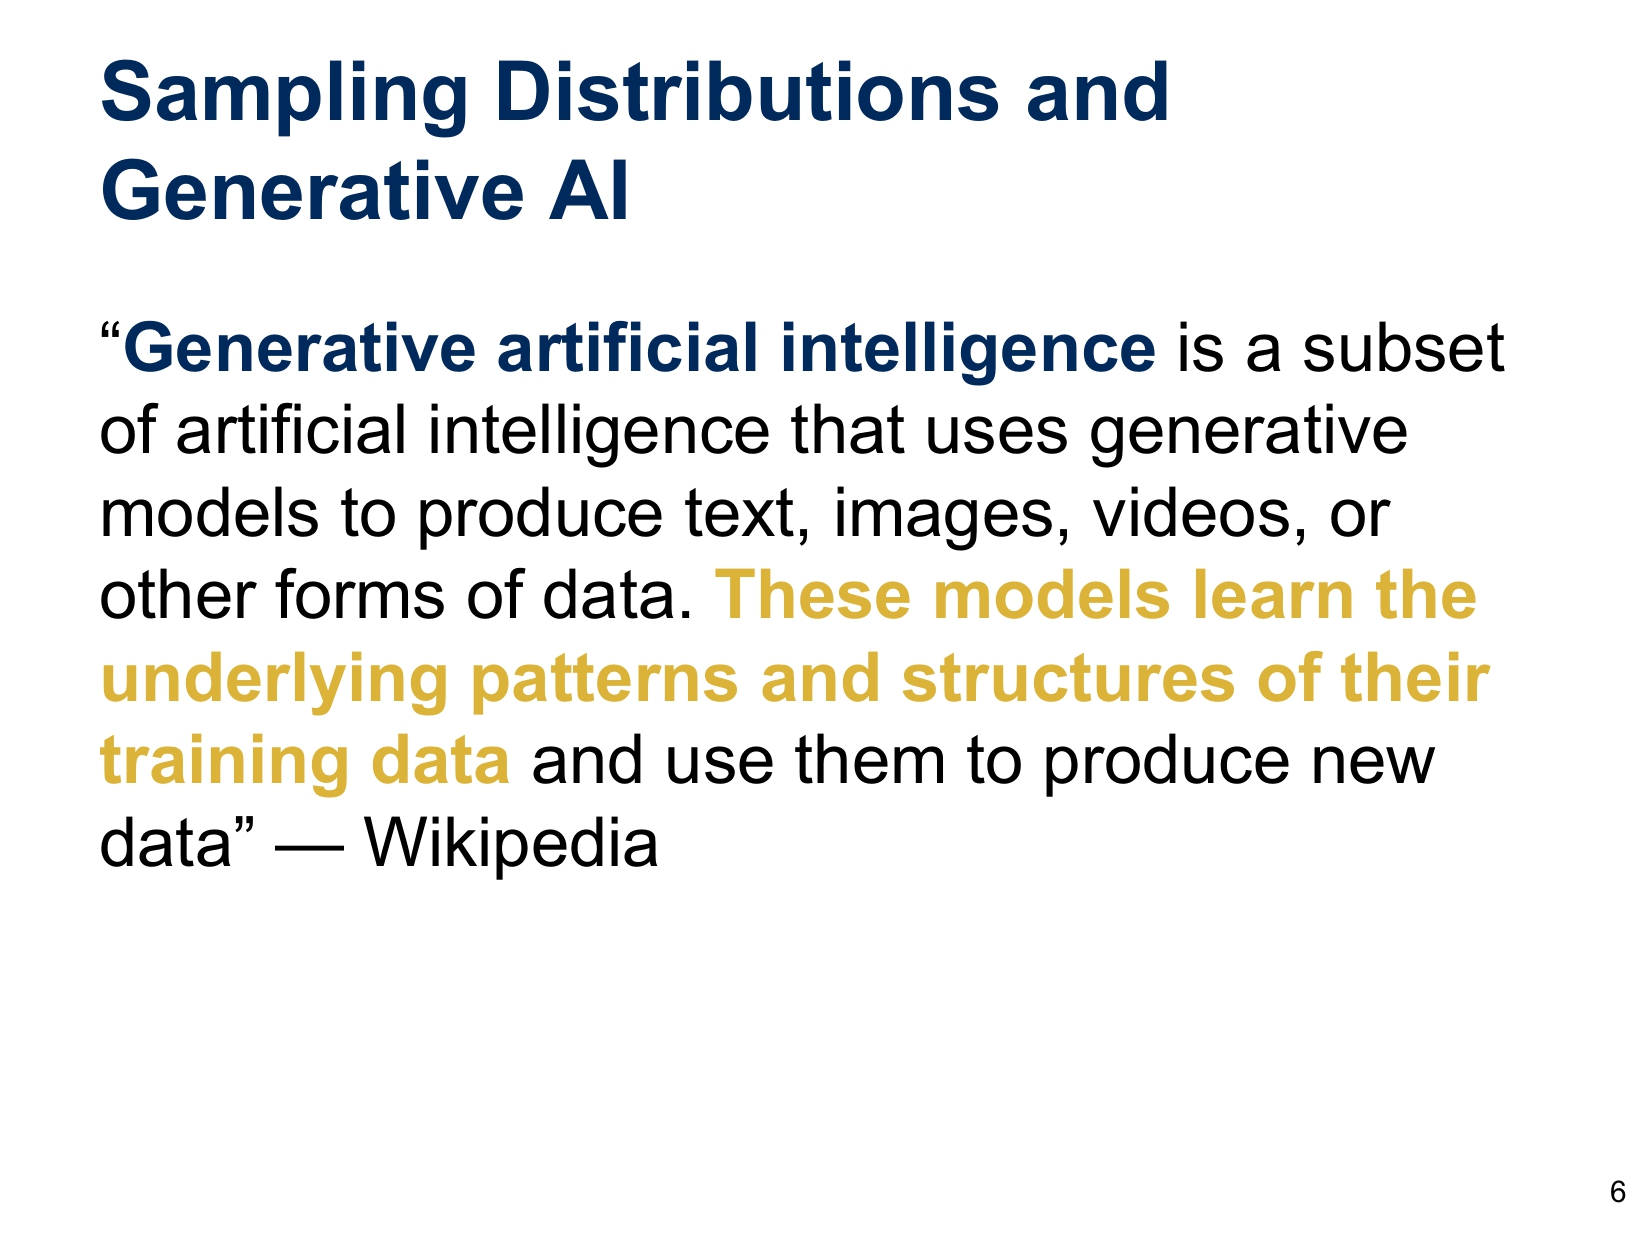 Sampling Distributions and
Generative AI
“Generative artificial intelligence is a subset
of artificial intelligence that uses generative
models to produce text, images, videos, or
other forms of data. These models learn the
underlying patterns and structures of their
training data and use them to produce new
data” — Wikipedia
6